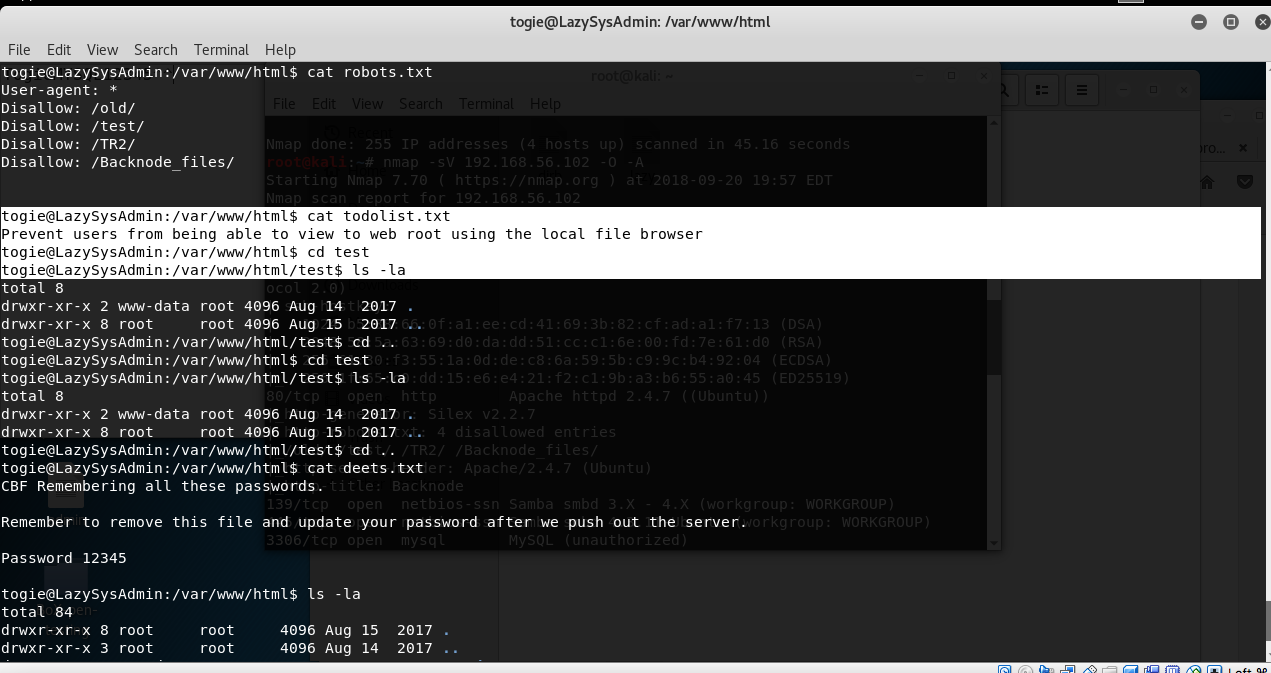 togie@LazySysAdmin: /var/www/html
File Edit View Search Terminal Help
togie@LazySysAdmin:/var/www/html$ cat robots.txt
User-agent: *
Disallow: /old/
Disallow: /test/
Disallow: /TR2/
Disallow: /Backnode_files/
togie@LazySysAdmin:/var/www/html$ cat todolist.txt
Prevent users from being able to view to web root using the local file browser
togie@LazySysAdmin:/var/www/html$ cd test
togie@LazySysAdmin:/var/www/html/test$ ls -la
total 8
drwxr-xr-x 2 www-data root 4096 Aug 14 2017 .
drwxr-xr-x 8 root root 4096 Aug 15 2017 ..
togie@LazySysAdmin:/var/www/html/test$ cd ..
togie@LazySysAdmin:/var/www/html$ cd test
togie@LazySysAdmin:/var/www/html/test$ ls -la
total 8
drwxr-xr-x 2 www-data root 4096 Aug 14 2017 .
drwxr-xr-x 8 root root 4096 Aug 15 2017 ..
togie@LazySysAdmin:/var/www/html/test$ cd ..
togie@LazySysAdmin:/var/www/html$ cat deets.txt
CBF Remembering all these passwords.
Remember to remove this file and update your password after we push out the server.
Password 12345
togie@LazySysAdmin:/var/www/html$ ls -la
total 84
drwxr-xr-x 8 root root 4096 Aug 15 2017 .
drwxr-xr-x 3 root root 4096 Aug 14 2017 ..
root@kali: ~
File Edit View Search Terminal Help
Nmap done: 255 IP addresses (4 hosts up) scanned in 45.16 seconds
root@kali:~# nmap -sV 192.168.56.102 -O -A
Starting Nmap 7.70 ( https://nmap.org ) at 2018-09-20 19:57 EDT
Nmap scan report for 192.168.56.102
ocol 2.0)
:66:0f:a1:ee:cd:41:69:3b:82:cf:ad:a1:f7:13 (DSA)
:63:69:d0:da:dd:51:cc:c1:6e:00:fd:7e:61:d0 (RSA)
:f3:55:1a:0d:de:c8:6a:59:5b:c9:9c:b4:92:04 (ECDSA)
:dd:15:e6:e4:21:f2:c1:9b:a3:b6:55:a0:45 (ED25519)
80/tcp open http Apache httpd 2.4.7 ((Ubuntu))
Silex v2.2.7
4 disallowed entries
/TR2/ /Backnode_files/
Apache/2.4.7 (Ubuntu)
title: Backnode
139/tcp open netbios-ssn Samba smbd 3.X - 4.X (workgroup: WORKGROUP)
(workgroup: WORKGROUP)
3306/tcp open mysql MySQL (unauthorized)